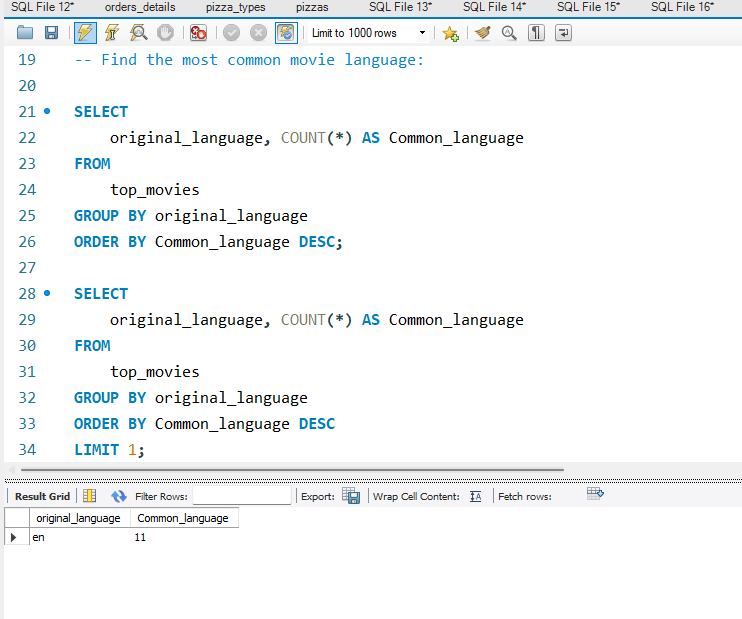 SQL File 12* orders_details pizza_types pizzas SQL File 13* SQL File 14* SQL File 15* SQL File 16*
Limit to 1000 rows
19 -- Find the most common movie language:
20
21 SELECT
22 original_language, COUNT(*) AS Common_language
23 FROM
24 top_movies
25 GROUP BY original_language
26 ORDER BY Common_language DESC;
27
28 SELECT
29 original_language, COUNT(*) AS Common_language
30 FROM
31 top_movies
32 GROUP BY original_language
33 ORDER BY Common_language DESC
34 LIMIT 1;
Result Grid Filter Rows: Export: Wrap Cell Content: Fetch rows:
original_language Common_language
en 11